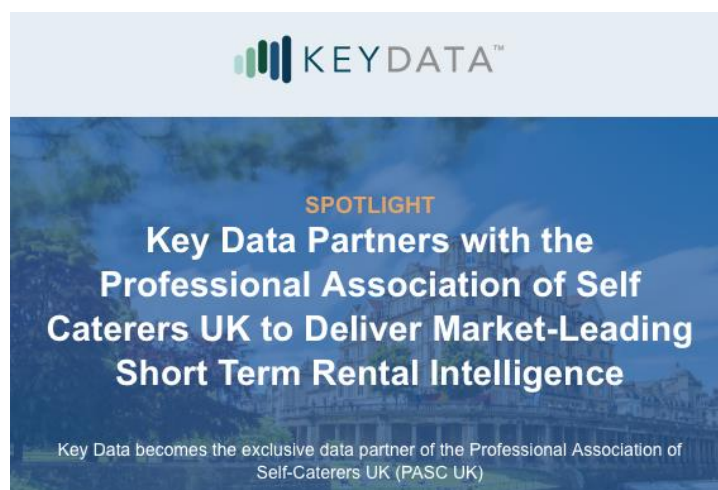 KEYDATA™
SPOTLIGHT
Key Data Partners with the
Professional Association of Self
Caterers UK to Deliver Market-Leading
Short Term Rental Intelligence
Key Data becomes the exclusive data partner of the Professional Association of
Self-Caterers UK (PASC UK)